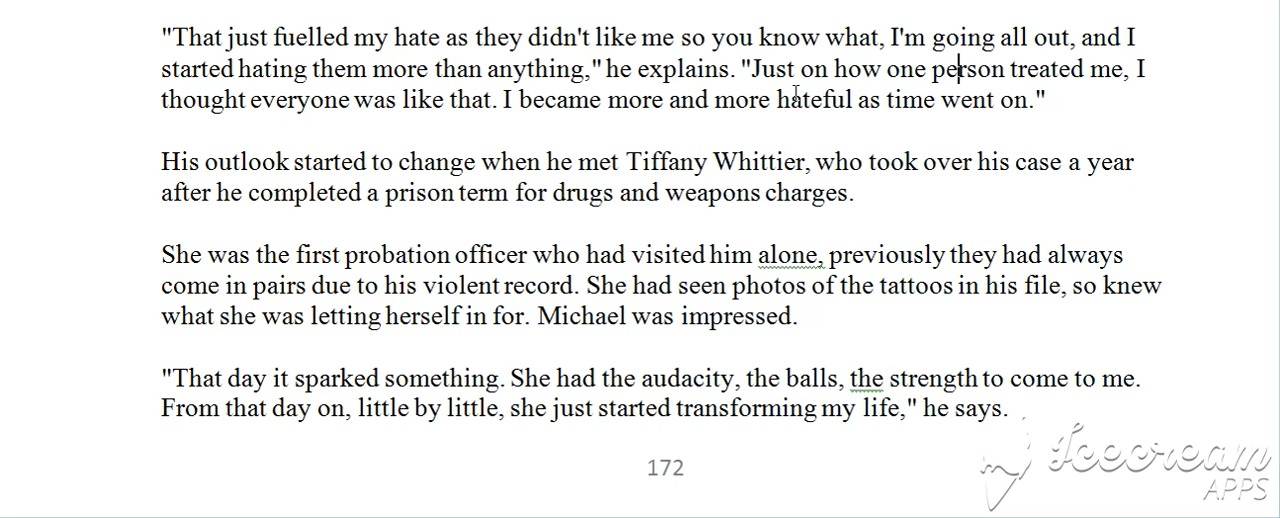 "That just fuelled my hate as they didn't like me so you know what, I'm going all out, and I
started hating them more than anything," he explains. "Just on how one person treated me, I
thought everyone was like that. I became more and more hateful as time went on."
His outlook started to change when he met Tiffany Whittier, who took over his case a year
after he completed a prison term for drugs and weapons charges.
She was the first probation officer who had visited him alone, previously they had always
come in pairs due to his violent record. She had seen photos of the tattoos in his file, so knew
what she was letting herself in for. Michael was impressed.
"That day it sparked something. She had the audacity, the balls, the strength to come to me.
From that day on, little by little, she just started transforming my life," he says.
172
Icecream
APPS